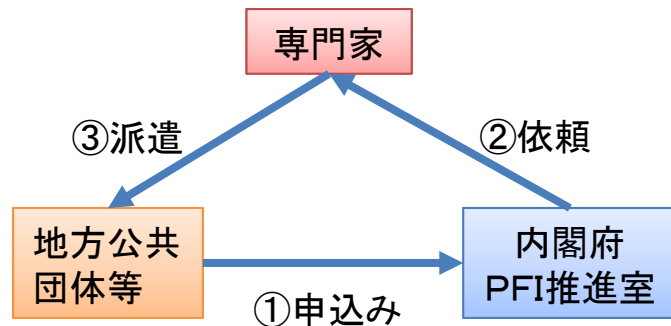 専門家
③派遣
②依頼
地方公共
団体等
内閣府
PFI推進室
①申込み